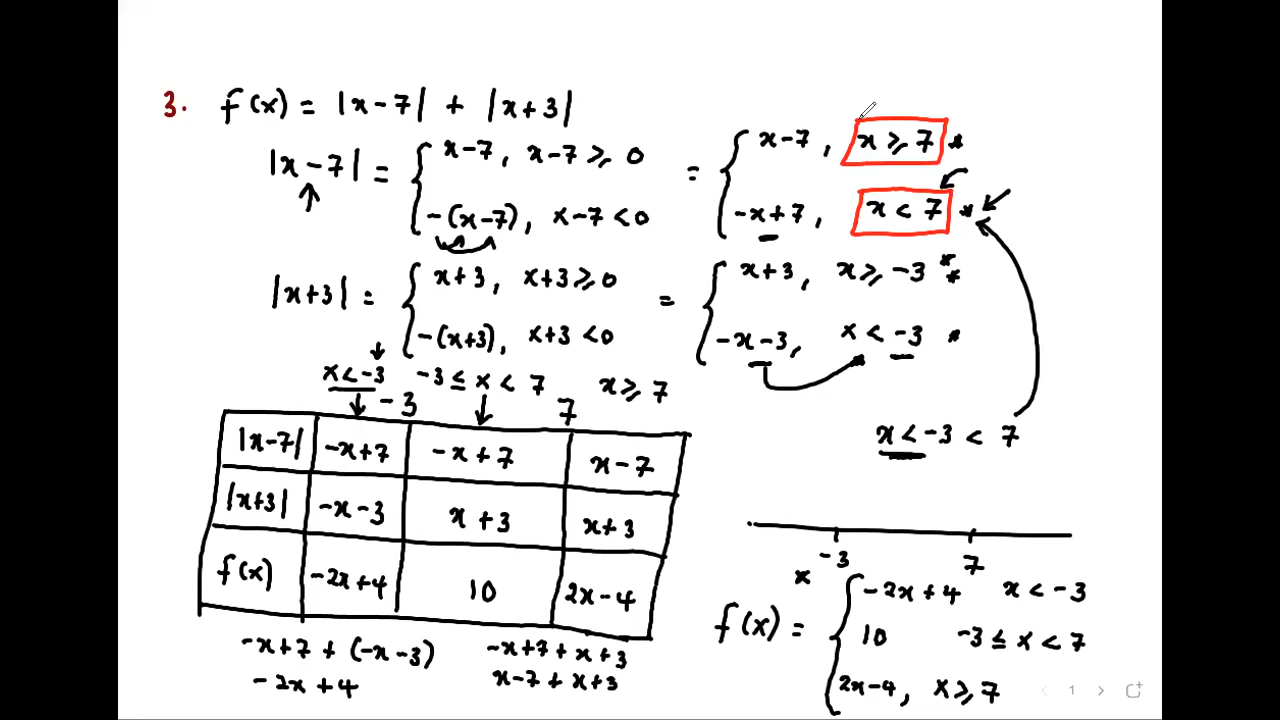 3. f(x) = |x-7| + |x+3|
|x-7| = { x-7, x-7 ≥ 0 = { x-7, x ≥ 7 *
-(x-7), x-7 < 0 -x+7, x < 7 *
|x+3| = { x+3, x+3 ≥ 0 = { x+3, x ≥ -3 **
-(x+3), x+3 < 0 -x-3, x < -3 *
x < -3 -3 ≤ x < 7 x ≥ 7
-3 7
|x-7| -x+7 -x+7 x-7
|x+3| -x-3 x+3 x+3
f(x) -2x+4 10 2x-4
-x+7 + (-x-3) -x+7+x+3
-2x+4 x-7+x+3
x < -3 < 7
-3 7
x
f(x) = { -2x+4 x < -3
10 -3 ≤ x < 7
2x-4, x ≥ 7
1